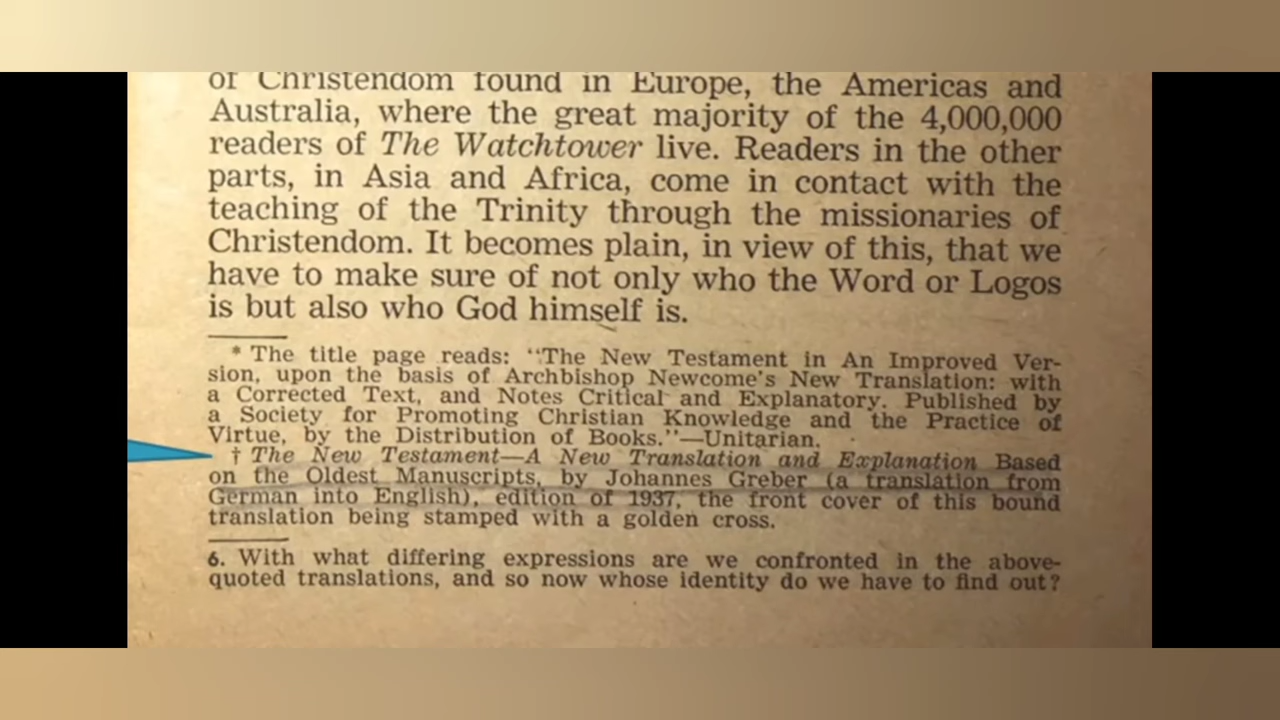 of Christendom found in Europe, the Americas and
Australia, where the great majority of the 4,000,000
readers of The Watchtower live. Readers in the other
parts, in Asia and Africa, come in contact with the
teaching of the Trinity through the missionaries of
Christendom. It becomes plain, in view of this, that we
have to make sure of not only who the Word or Logos
is but also who God himself is.
* The title page reads: "The New Testament in An Improved Ver-
sion, upon the basis of Archbishop Newcome's New Translation: with
a Corrected Text, and Notes Critical and Explanatory. Published by
a Society for Promoting Christian Knowledge and the Practice of
Virtue, by the Distribution of Books."—Unitarian.
† The New Testament—A New Translation and Explanation Based
on the Oldest Manuscripts, by Johannes Greber (a translation from
German into English), edition of 1937, the front cover of this bound
translation being stamped with a golden cross.
6. With what differing expressions are we confronted in the above-
quoted translations, and so now whose identity do we have to find out?